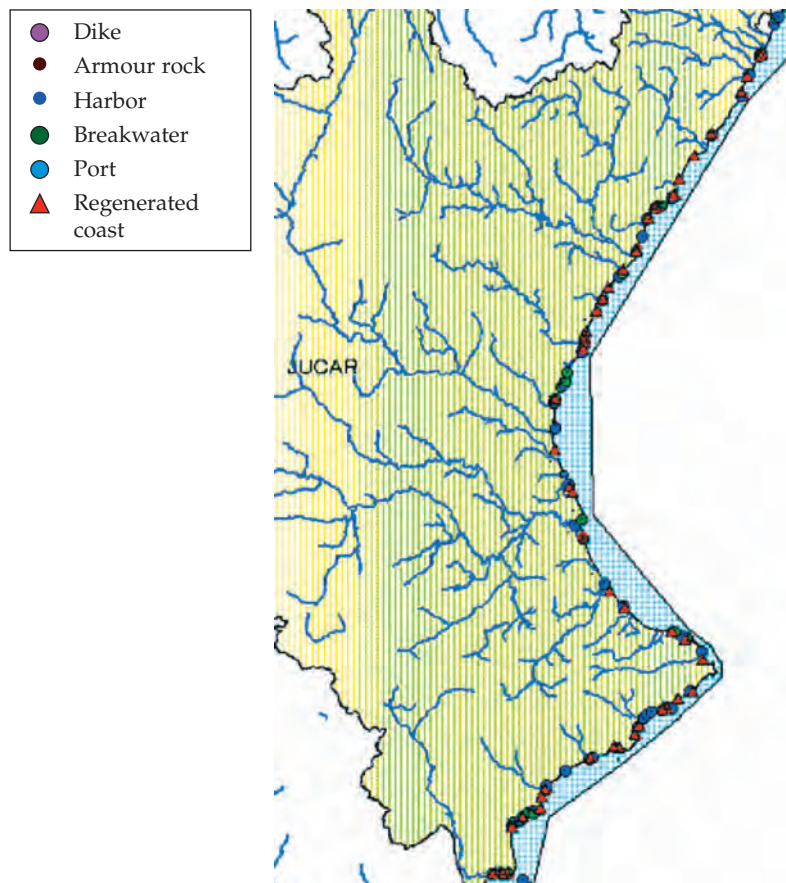 Dike
Armour rock
Harbor
Breakwater
Port
Regenerated
coast
JUCAR